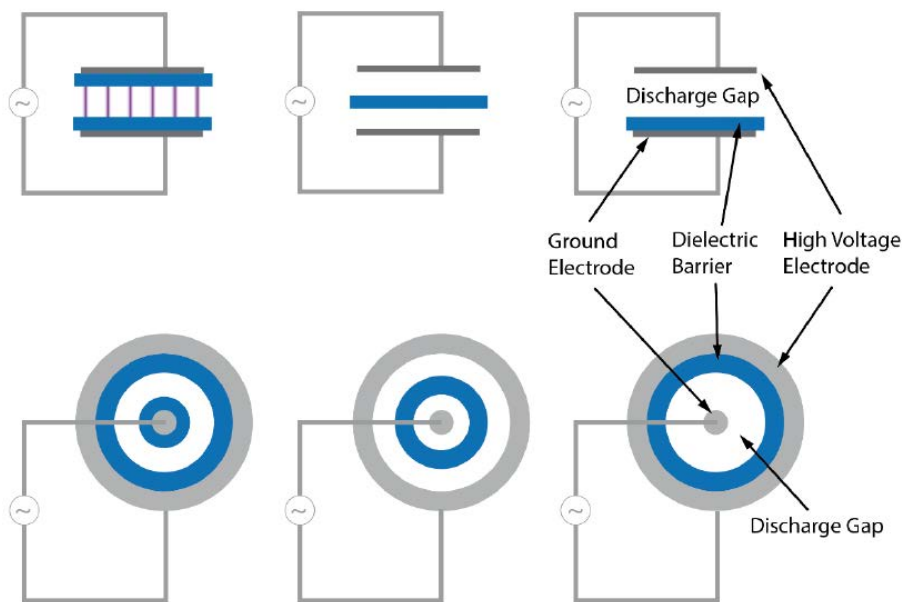 Discharge Gap
Ground
Electrode
Dielectric
Barrier
High Voltage
Electrode
Discharge Gap
~
~
~
~
~
~